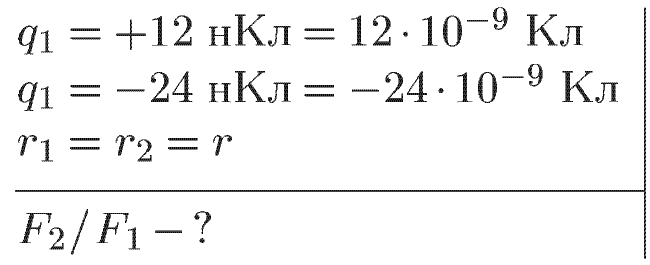 q₁ = +12 нКл = 12 · 10⁻⁹ Кл
q₁ = −24 нКл = −24 · 10⁻⁹ Кл
r₁ = r₂ = r
F₂/F₁ − ?